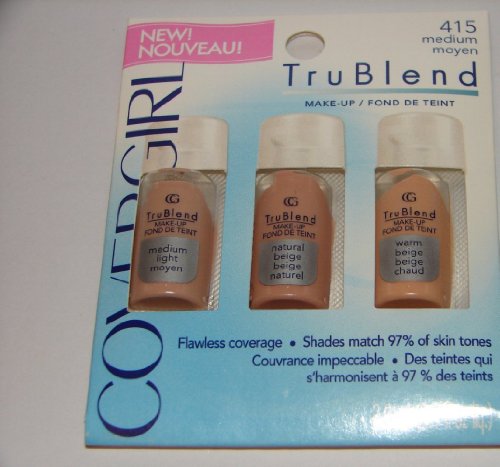 NEW!
NOUVEAU!
415
medium
moyen
COVERGIRL
TruBlend
MAKE-UP / FOND DE TEINT
CG
TruBlend
MAKE-UP
FOND DE TEINT
medium
light
moyen
CG
TruBlend
MAKE-UP
FOND DE TEINT
natural
beige
beige
naturel
CG
TruBlend
MAKE-UP
FOND DE TEINT
warm
beige
beige
chaud
Flawless coverage • Shades match 97% of skin tones
Couvrance impeccable • Des teintes qui
s'harmonisent à 97 % des teints